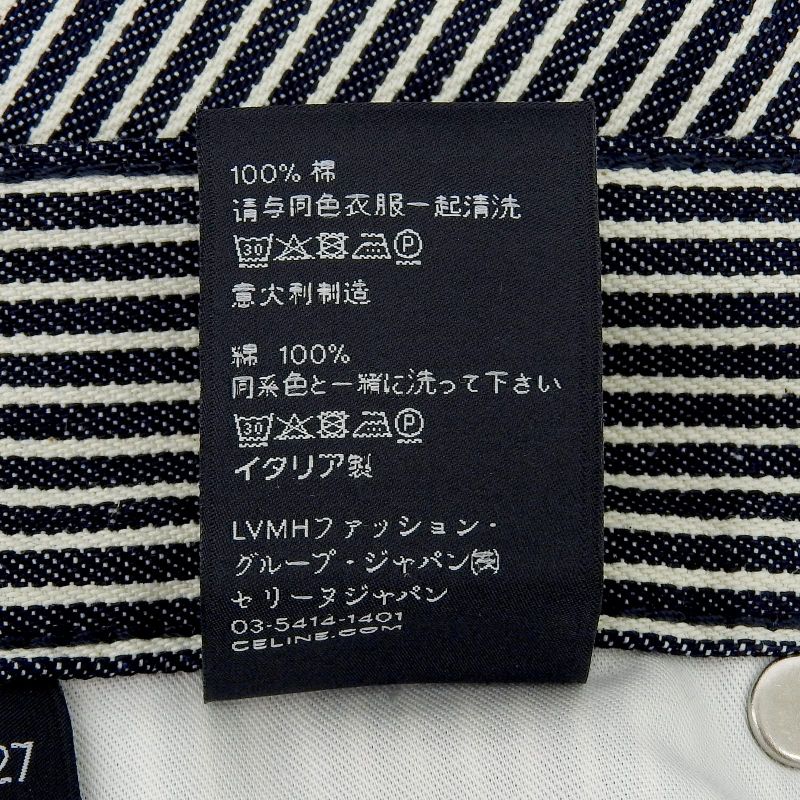 100% 棉
请与同色衣服一起清洗
30 P
意大利制造
綿 100%
同系色と一緒に洗って下さい
30 P
イタリア製
LVMHファッション・
グループ・ジャパン㈱
セリーヌジャパン
03-5414-1401
CELINE.COM
27